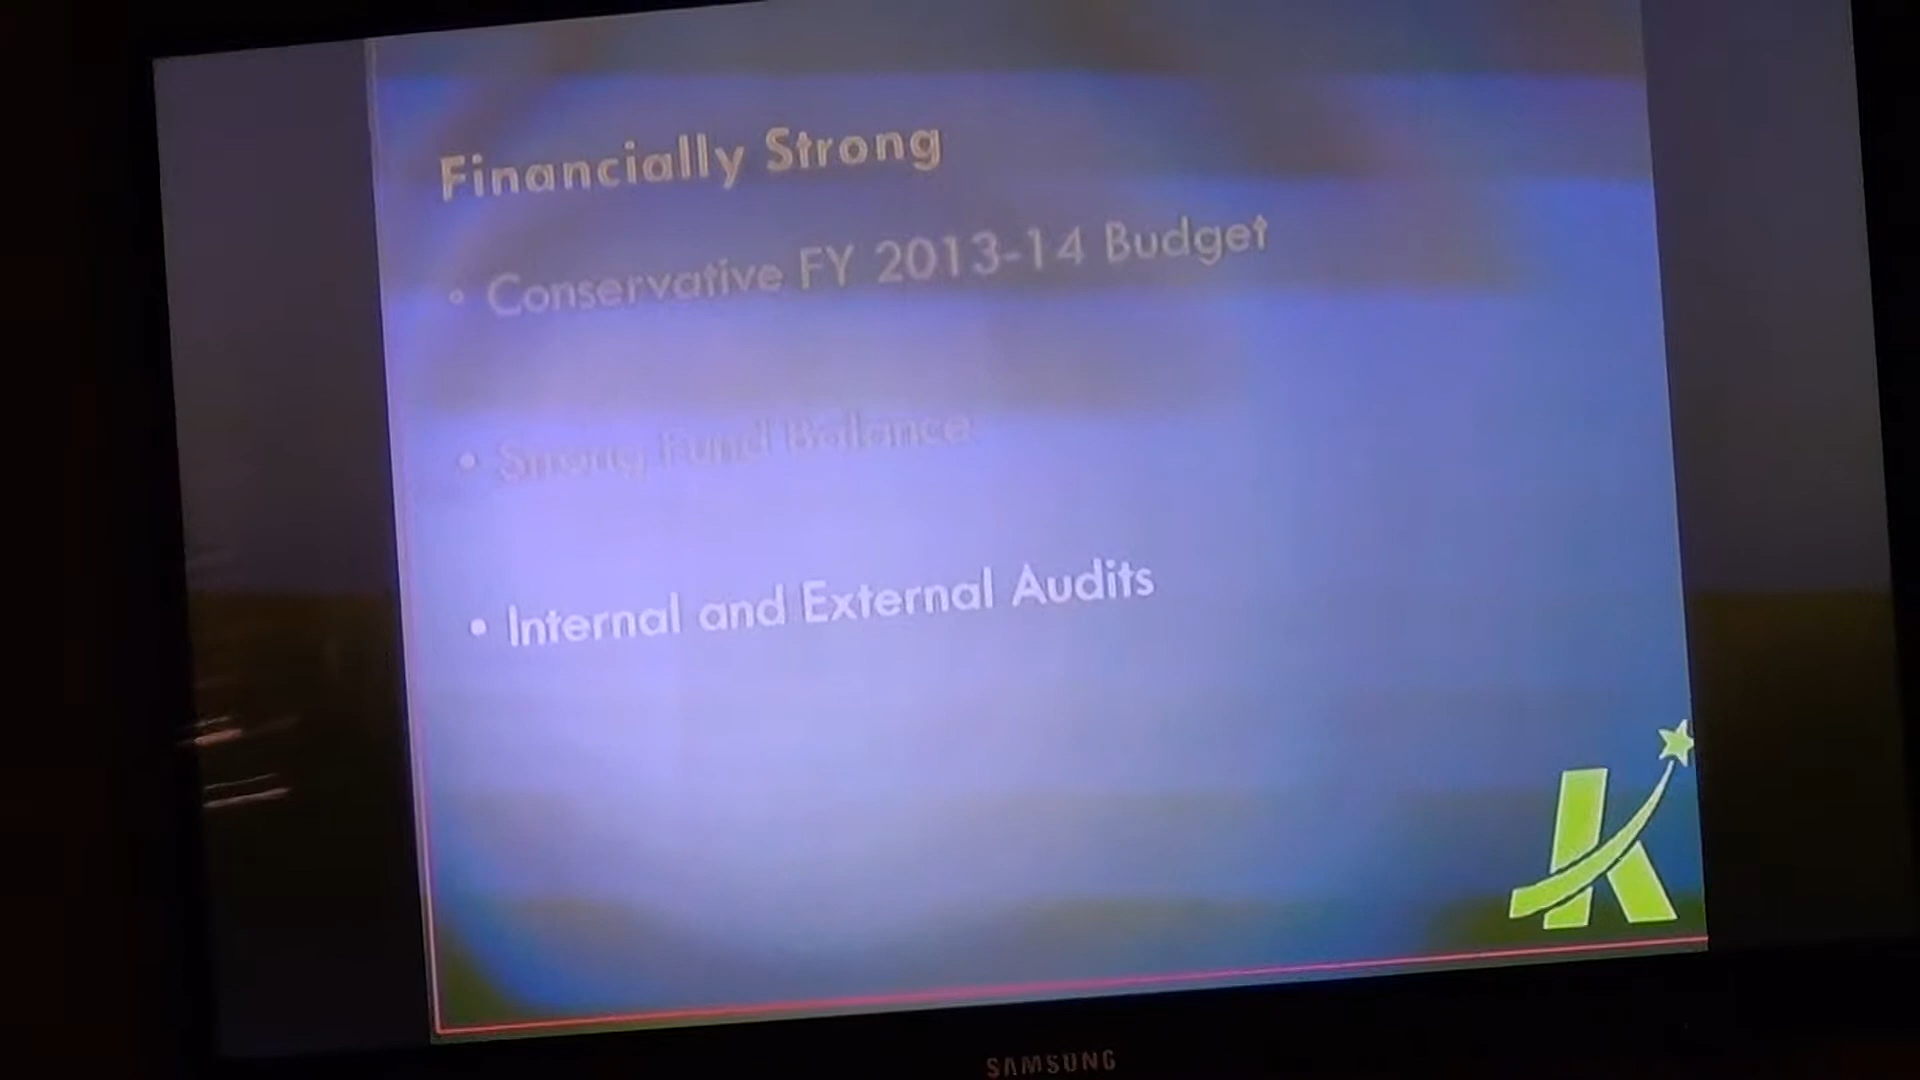 Financially Strong
• Conservative FY 2013-14 Budget
• Strong Fund Balance
• Internal and External Audits
K
SAMSUNG